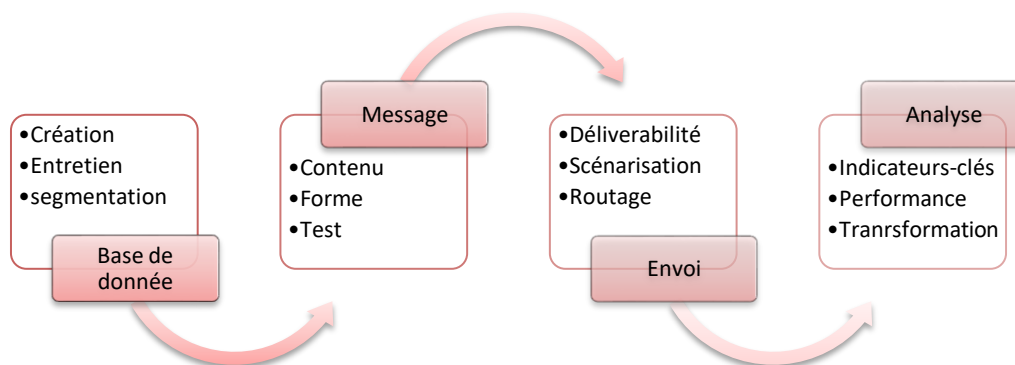 •Création
•Entretien
•segmentation
Base de
donnée
Message
•Contenu
•Forme
•Test
•Déliverabilité
•Scénarisation
•Routage
Envoi
Analyse
•Indicateurs-clés
•Performance
•Tranrsformation